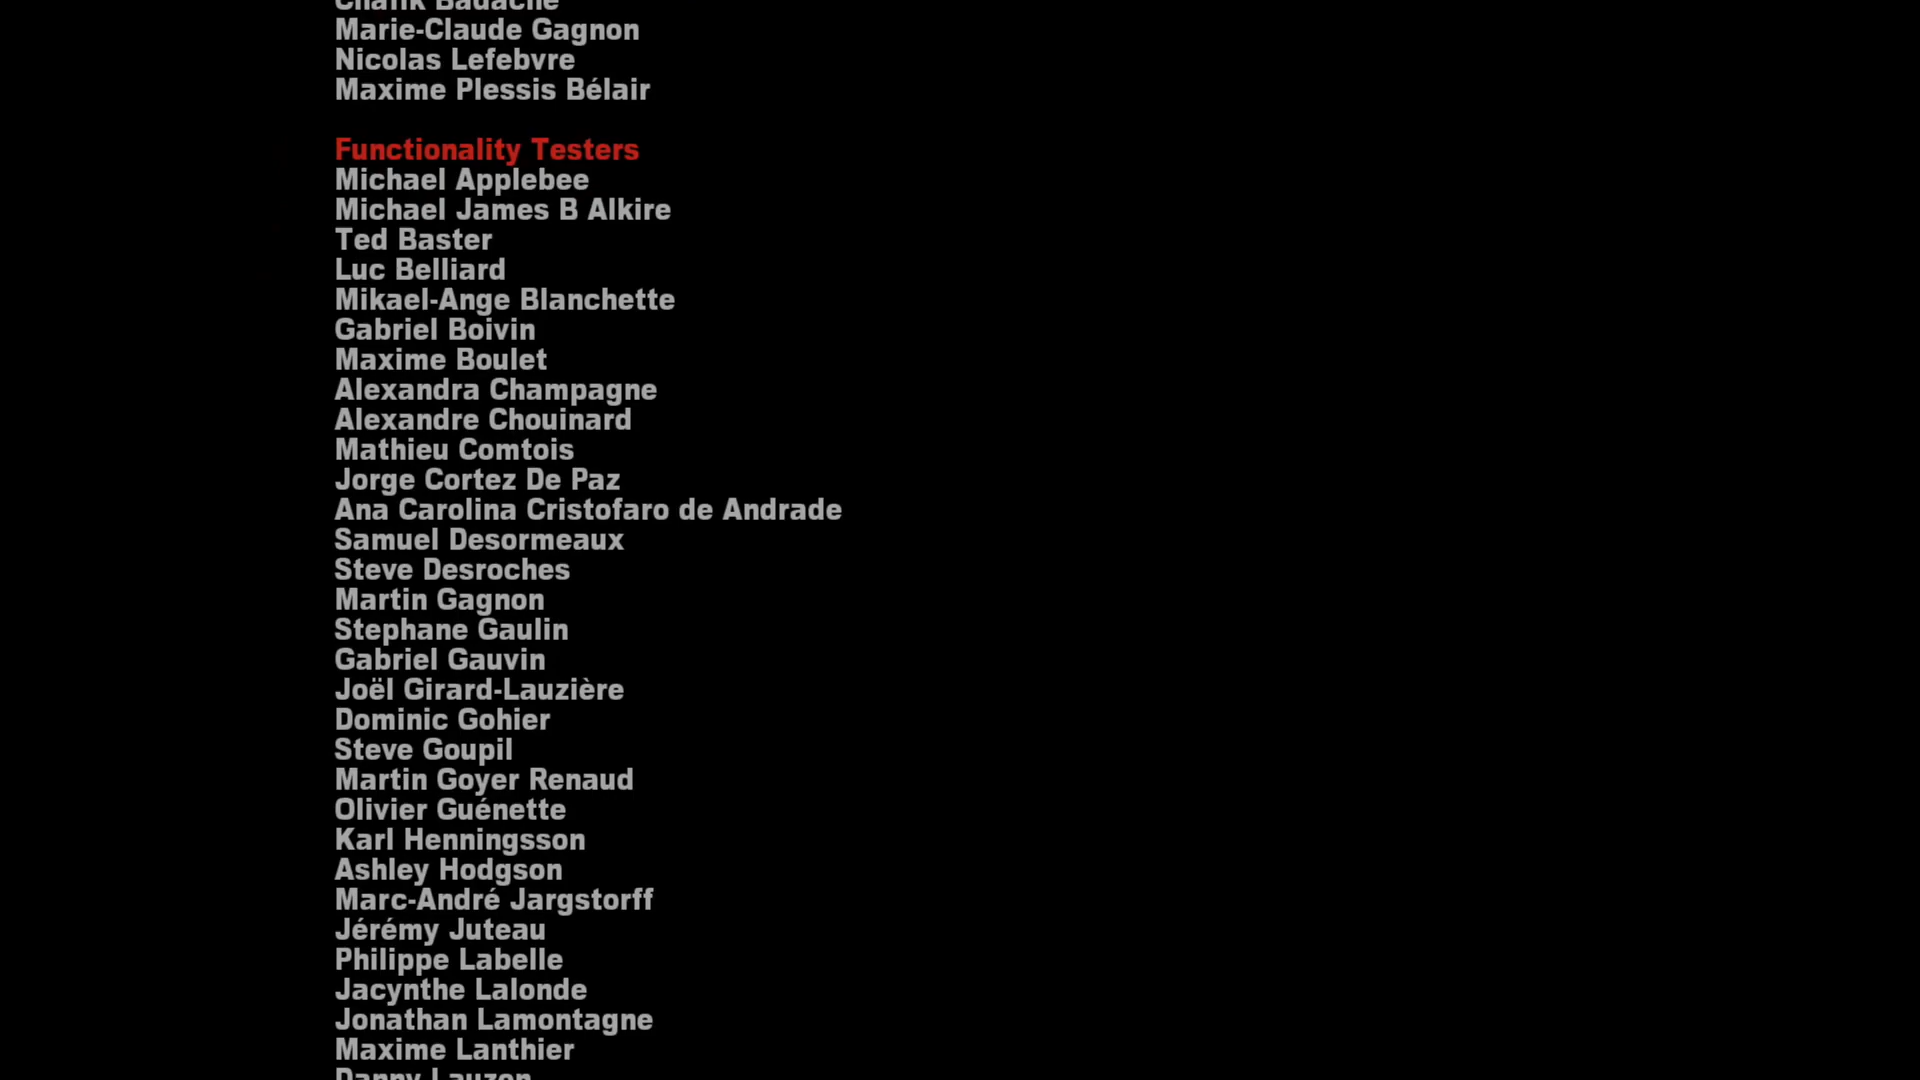 Chafik Badache
Marie-Claude Gagnon
Nicolas Lefebvre
Maxime Plessis Bélair
Functionality Testers
Michael Applebee
Michael James B Alkire
Ted Baster
Luc Belliard
Mikael-Ange Blanchette
Gabriel Boivin
Maxime Boulet
Alexandra Champagne
Alexandre Chouinard
Mathieu Comtois
Jorge Cortez De Paz
Ana Carolina Cristofaro de Andrade
Samuel Desormeaux
Steve Desroches
Martin Gagnon
Stephane Gaulin
Gabriel Gauvin
Joël Girard-Lauzière
Dominic Gohier
Steve Goupil
Martin Goyer Renaud
Olivier Guénette
Karl Henningsson
Ashley Hodgson
Marc-André Jargstorff
Jérémy Juteau
Philippe Labelle
Jacynthe Lalonde
Jonathan Lamontagne
Maxime Lanthier
Danny Lauzon